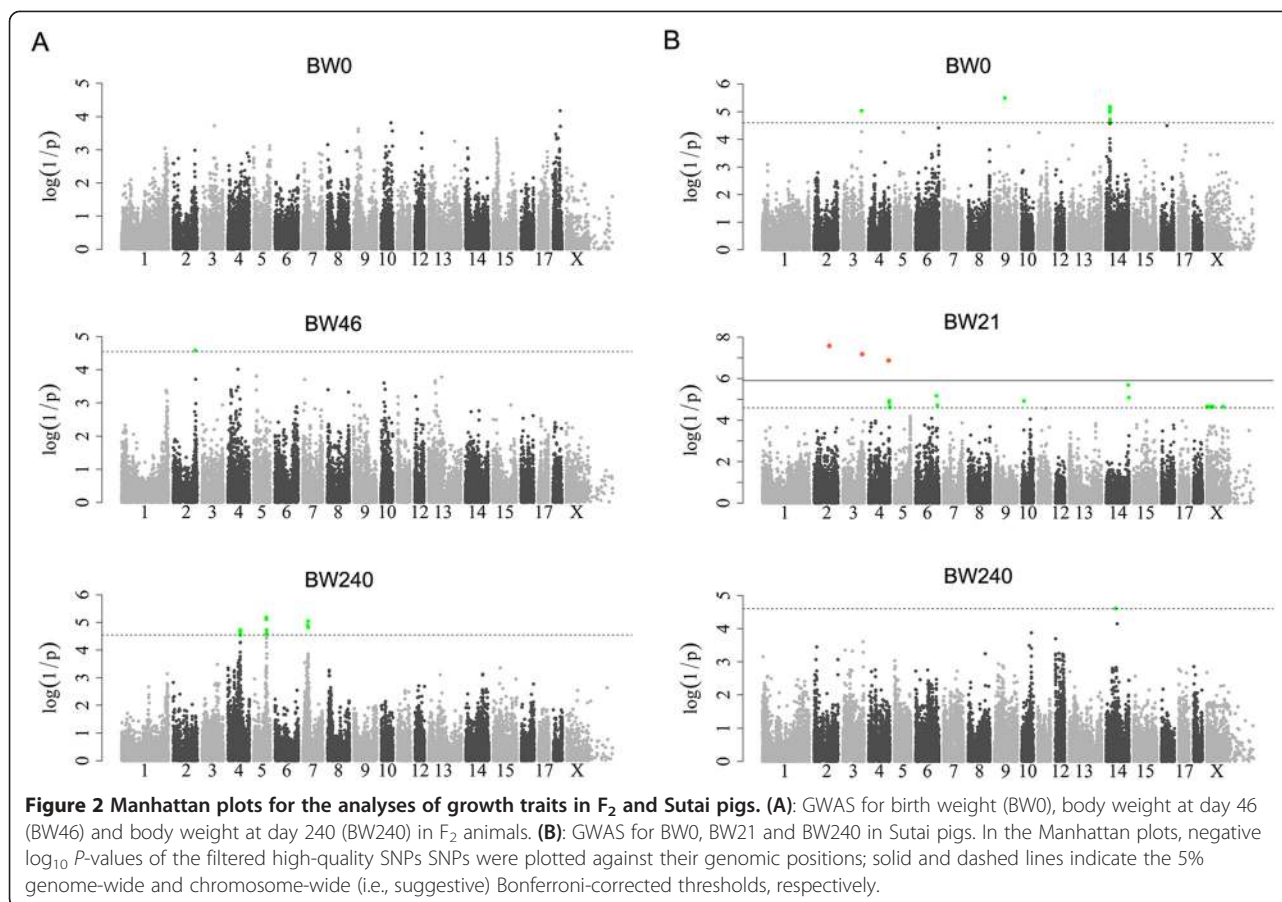 A
BW0
log(1/p)
0 1 2 3 4 5
1 2 3 4 5 6 7 8 9 10 12 13 14 15 17 X
BW46
log(1/p)
0 1 2 3 4 5
1 2 3 4 5 6 7 8 9 10 12 13 14 15 17 X
BW240
log(1/p)
0 1 2 3 4 5 6
1 2 3 4 5 6 7 8 9 10 12 13 14 15 17 X
B
BW0
log(1/p)
0 1 2 3 4 5 6
1 2 3 4 5 6 7 8 9 10 12 13 14 15 17 X
BW21
log(1/p)
0 2 4 6 8
1 2 3 4 5 6 7 8 9 10 12 13 14 15 17 X
BW240
log(1/p)
0 1 2 3 4 5
1 2 3 4 5 6 7 8 9 10 12 13 14 15 17 X
Figure 2 Manhattan plots for the analyses of growth traits in F2 and Sutai pigs. (A): GWAS for birth weight (BW0), body weight at day 46
(BW46) and body weight at day 240 (BW240) in F2 animals. (B): GWAS for BW0, BW21 and BW240 in Sutai pigs. In the Manhattan plots, negative
log10 P-values of the filtered high-quality SNPs SNPs were plotted against their genomic positions; solid and dashed lines indicate the 5%
genome-wide and chromosome-wide (i.e., suggestive) Bonferroni-corrected thresholds, respectively.